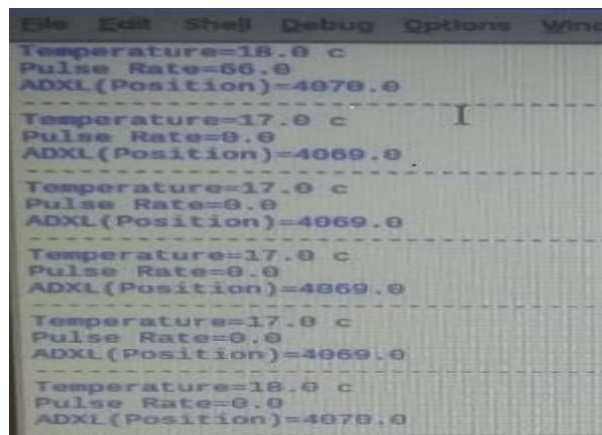 File Edit Shell Debug Options Wind
Temperature=18.0 c
Pulse Rate=66.0
ADXL(Position)=4070.0
--------------------------------
Temperature=17.0 c
Pulse Rate=0.0
ADXL(Position)=4069.0
--------------------------------
Temperature=17.0 c
Pulse Rate=0.0
ADXL(Position)=4069.0
--------------------------------
Temperature=17.0 c
Pulse Rate=0.0
ADXL(Position)=4069.0
--------------------------------
Temperature=17.0 c
Pulse Rate=0.0
ADXL(Position)=4069.0
--------------------------------
Temperature=18.0 c
Pulse Rate=0.0
ADXL(Position)=4070.0